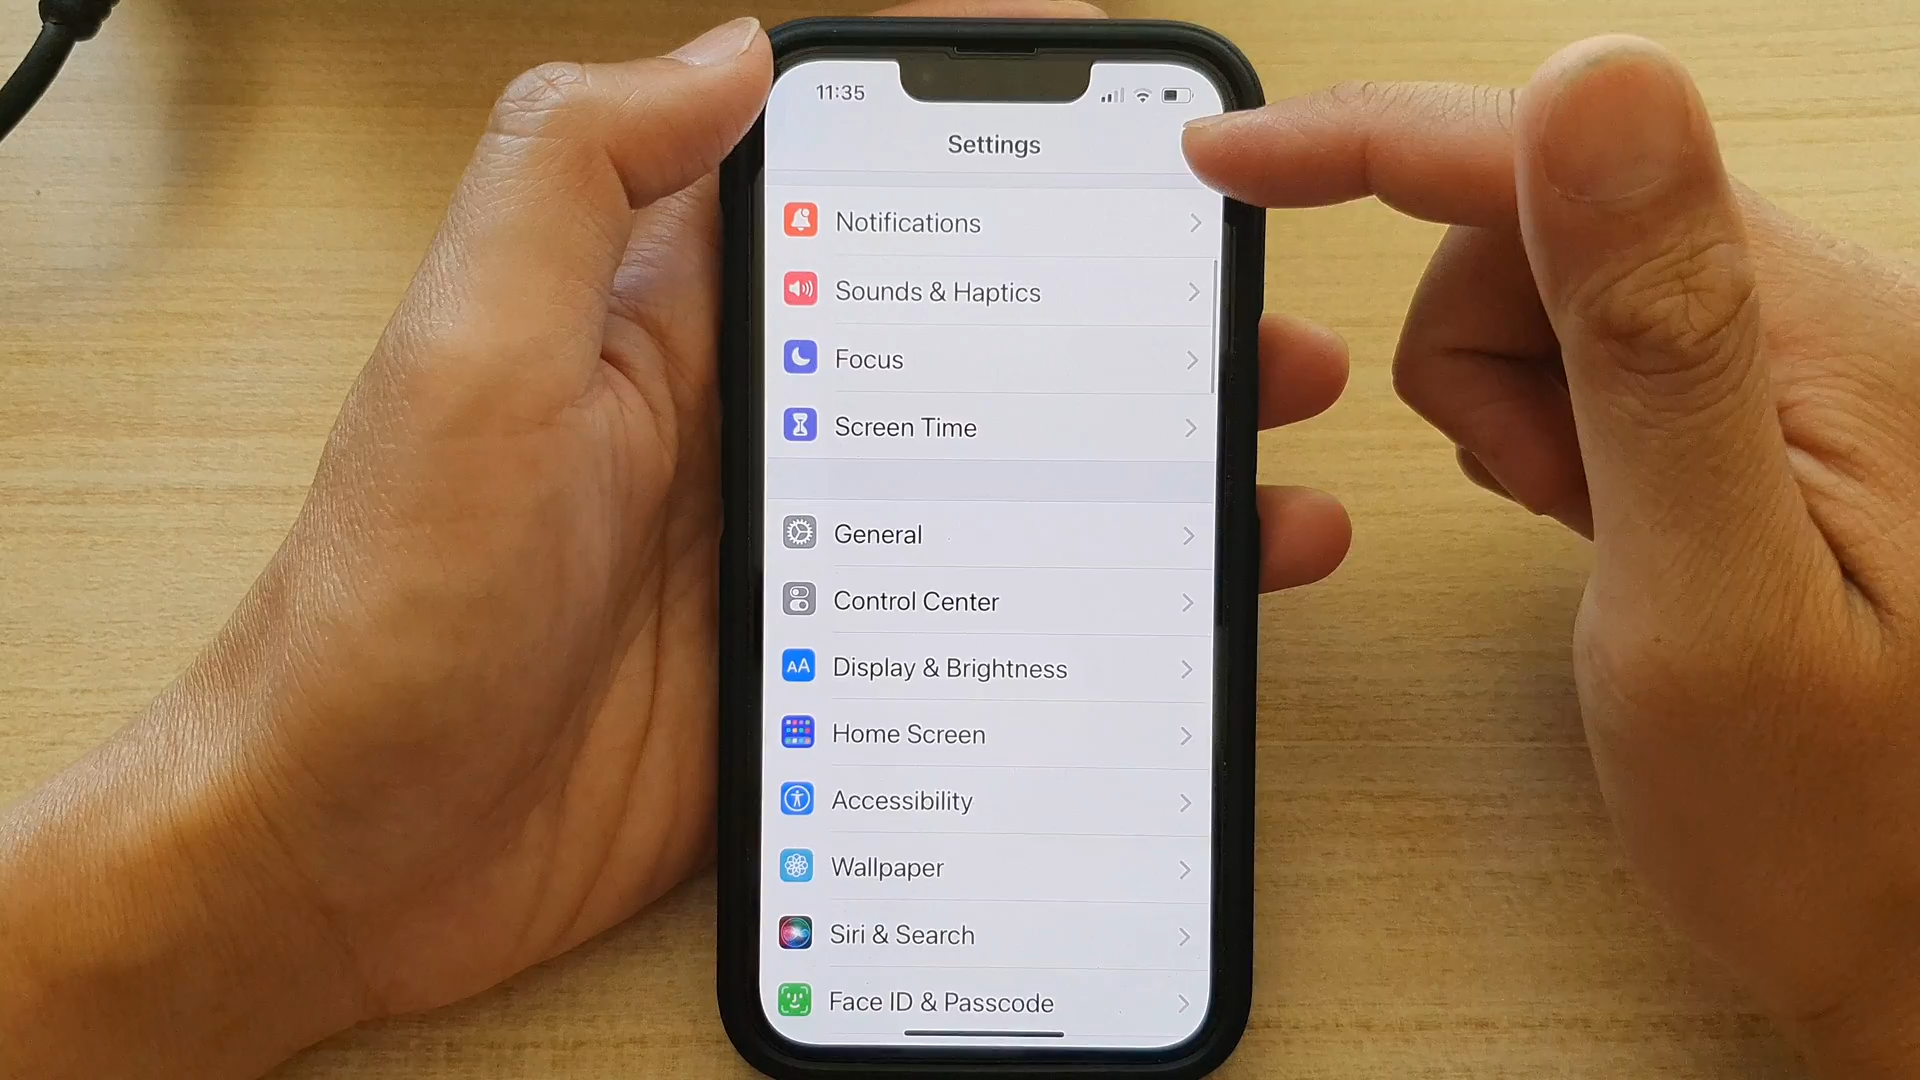 11:35
Settings
Notifications
Sounds & Haptics
Focus
Screen Time
General
Control Center
AA
Display & Brightness
Home Screen
Accessibility
Wallpaper
Siri & Search
Face ID & Passcode